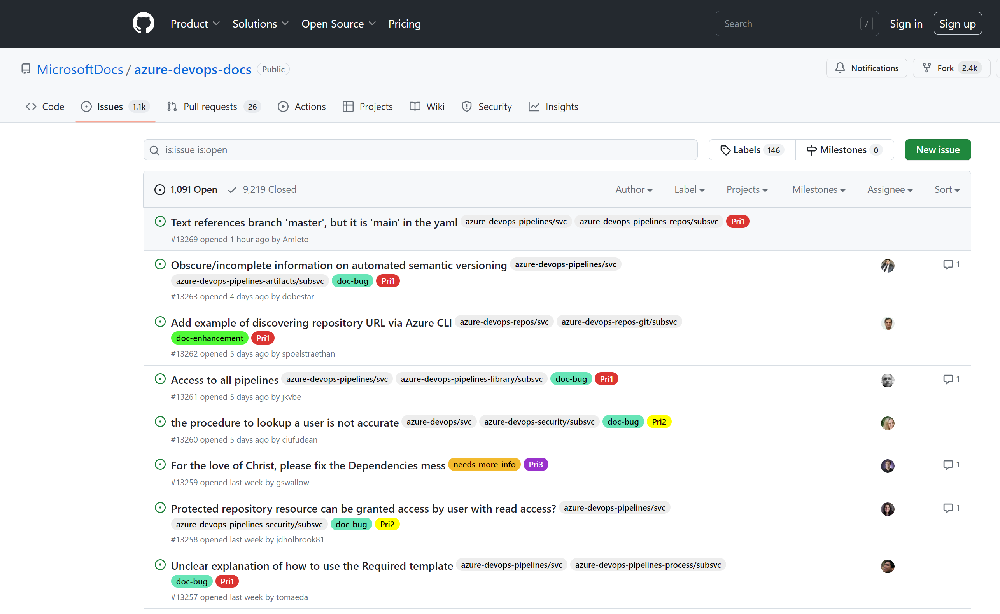 Product Solutions Open Source Pricing Search / Sign in Sign up
MicrosoftDocs / azure-devops-docs Public Notifications Fork 2.4k
Code Issues 1.1k Pull requests 26 Actions Projects Wiki Security Insights
is:issue is:open Labels 146 Milestones 0 New issue
1,091 Open 9,219 Closed Author Label Projects Milestones Assignee Sort
Text references branch 'master', but it is 'main' in the yaml azure-devops-pipelines/svc azure-devops-pipelines-repos/subsvc Pri1
#13269 opened 1 hour ago by Amleto
Obscure/incomplete information on automated semantic versioning azure-devops-pipelines/svc 1
azure-devops-pipelines-artifacts/subsvc doc-bug Pri1
#13263 opened 4 days ago by dobestar
Add example of discovering repository URL via Azure CLI azure-devops-repos/svc azure-devops-repos-git/subsvc
doc-enhancement Pri1
#13262 opened 5 days ago by spoelstraethan
Access to all pipelines azure-devops-pipelines/svc azure-devops-pipelines-library/subsvc doc-bug Pri1 1
#13261 opened 5 days ago by jkvbe
the procedure to lookup a user is not accurate azure-devops/svc azure-devops-security/subsvc doc-bug Pri2
#13260 opened 5 days ago by ciufudean
For the love of Christ, please fix the Dependencies mess needs-more-info Pri3 1
#13259 opened last week by gswallow
Protected repository resource can be granted access by user with read access? azure-devops-pipelines/svc 1
azure-devops-pipelines-security/subsvc doc-bug Pri2
#13258 opened last week by jdholbrook81
Unclear explanation of how to use the Required template azure-devops-pipelines/svc azure-devops-pipelines-process/subsvc
doc-bug Pri1
#13257 opened last week by tomaeda